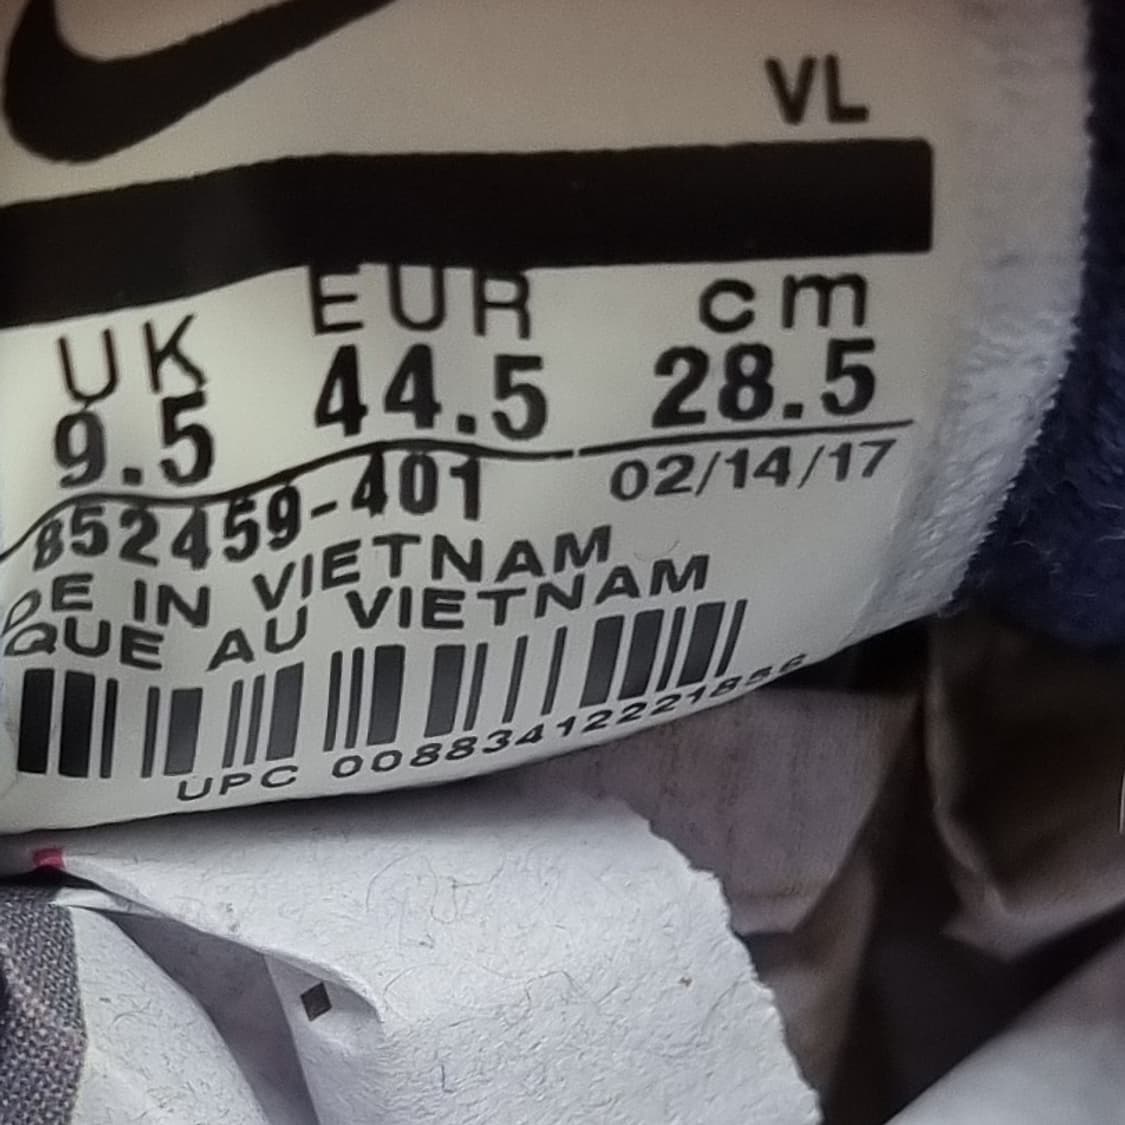 VL
UK EUR cm
9.5 44.5 28.5
852459-401 02/14/17
DE IN VIETNAM
QUE AU VIETNAM
UPC 00883412221856